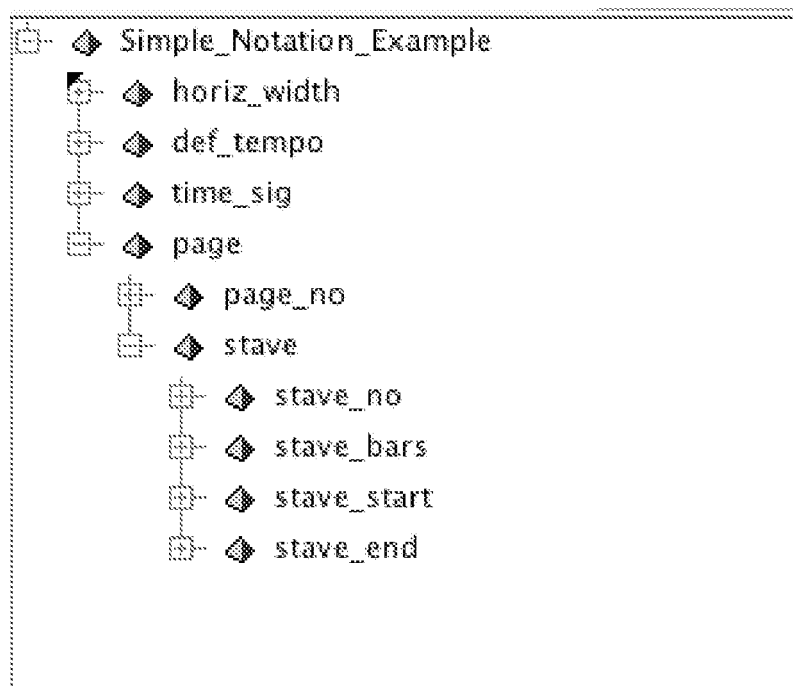 Simple_Notation_Example
horiz_width
def_tempo
time_sig
page
page_no
stave
stave_no
stave_bars
stave_start
stave_end